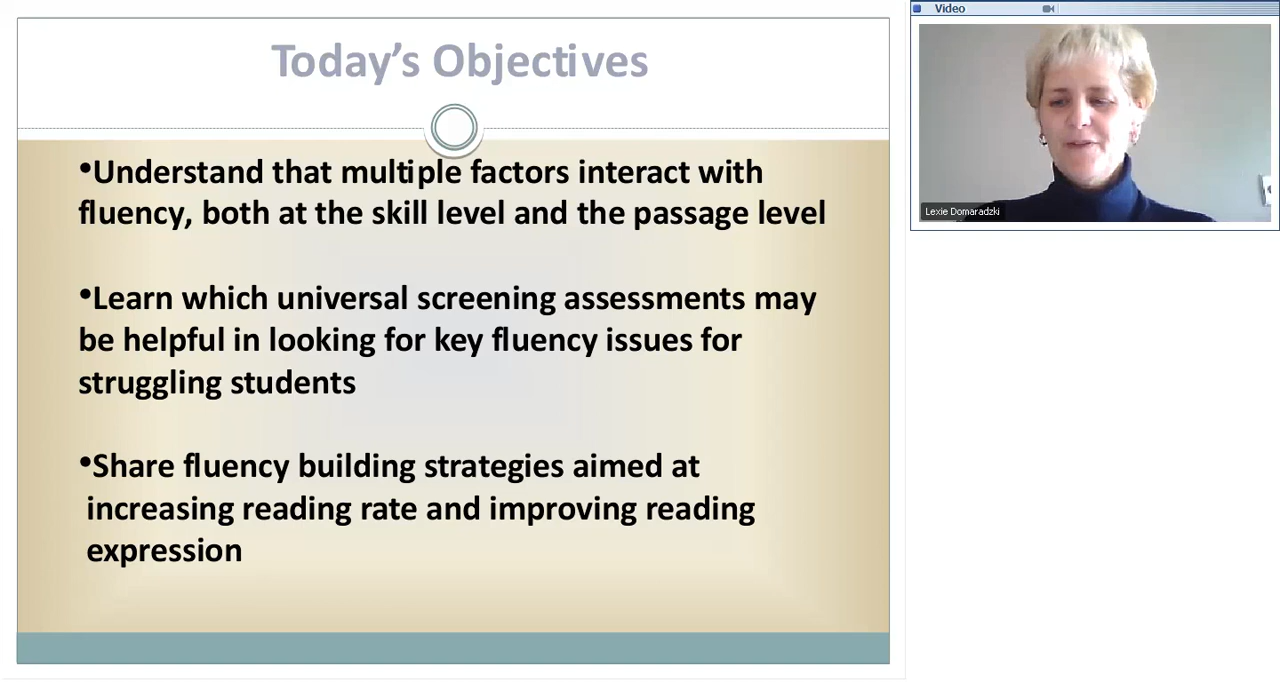 Today's Objectives
•Understand that multiple factors interact with
fluency, both at the skill level and the passage level
•Learn which universal screening assessments may
be helpful in looking for key fluency issues for
struggling students
•Share fluency building strategies aimed at
increasing reading rate and improving reading
expression
Video
Lexie Domaradzki